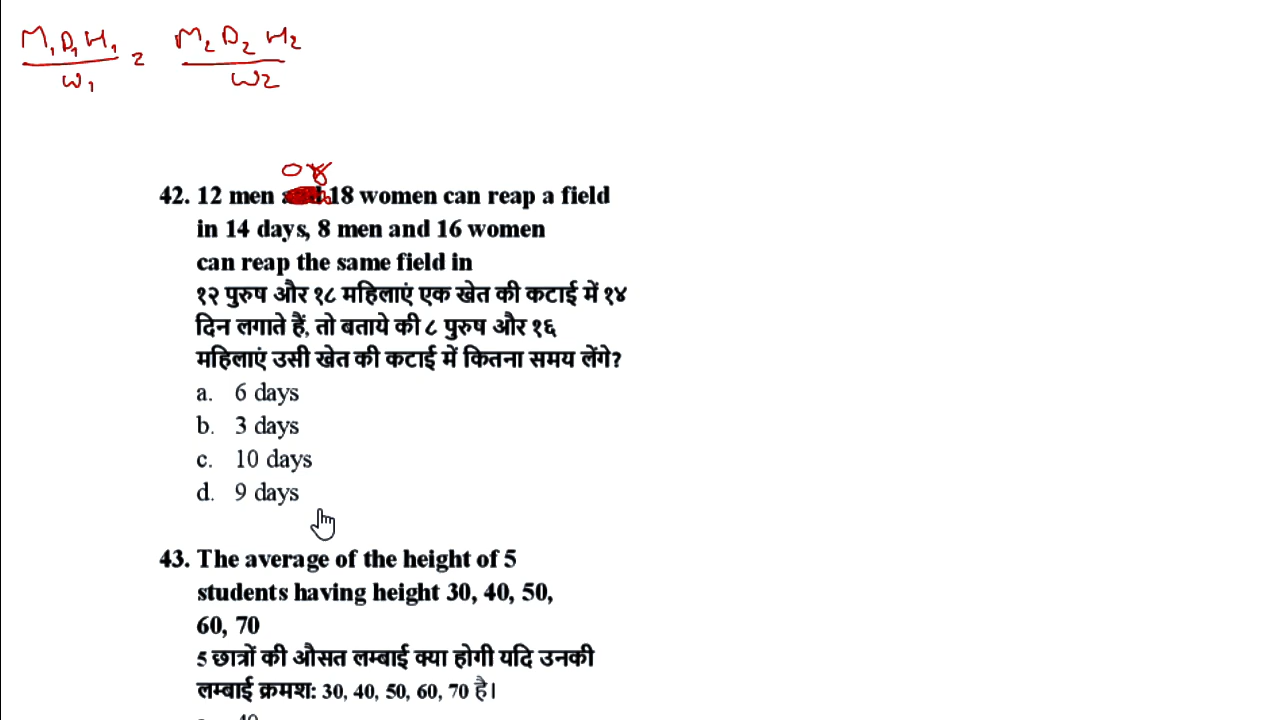 M₁D₁H₁ = M₂D₂H₂
W₁ W2
or
42. 12 men 18 women can reap a field
in 14 days, 8 men and 16 women
can reap the same field in
१२ पुरुष और १८ महिलाएं एक खेत की कटाई में १४
दिन लगाते हैं, तो बताये की ८ पुरुष और १६
महिलाएं उसी खेत की कटाई में कितना समय लेंगे?
a. 6 days
b. 3 days
c. 10 days
d. 9 days
43. The average of the height of 5
students having height 30, 40, 50,
60, 70
5 छात्रों की औसत लम्बाई क्या होगी यदि उनकी
लम्बाई क्रमश: 30, 40, 50, 60, 70 है।